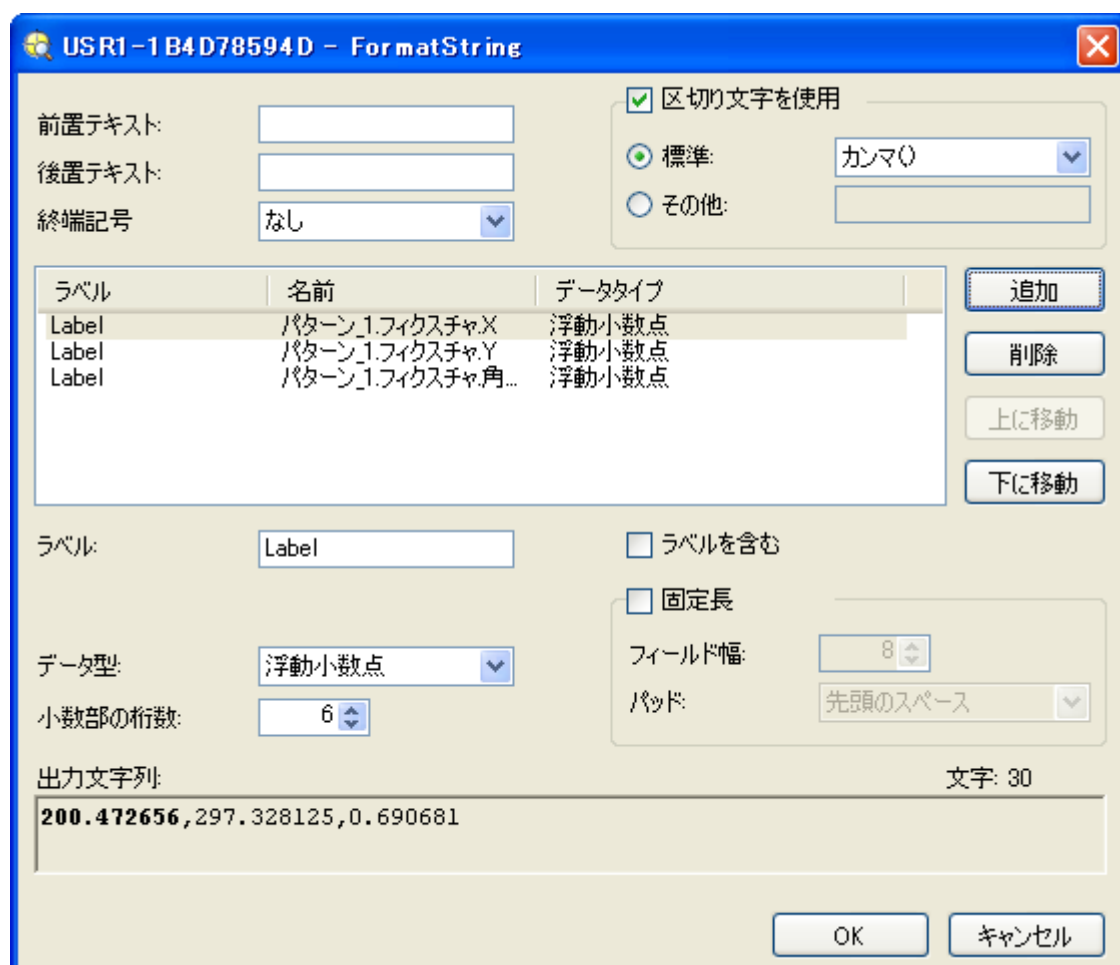 USR1-1B4D78594D - FormatString
前置テキスト:
後置テキスト:
終端記号 なし
区切り文字を使用
標準: カンマ()
その他:
ラベル 名前 データタイプ
Label パターン_1.フィクスチャ.X 浮動小数点
Label パターン_1.フィクスチャ.Y 浮動小数点
Label パターン_1.フィクスチャ.角... 浮動小数点
追加
削除
上に移動
下に移動
ラベル: Label
ラベルを含む
データ型: 浮動小数点
小数部の桁数: 6
固定長
フィールド幅: 8
パッド: 先頭のスペース
出力文字列: 文字: 30
200.472656,297.328125,0.690681
OK キャンセル